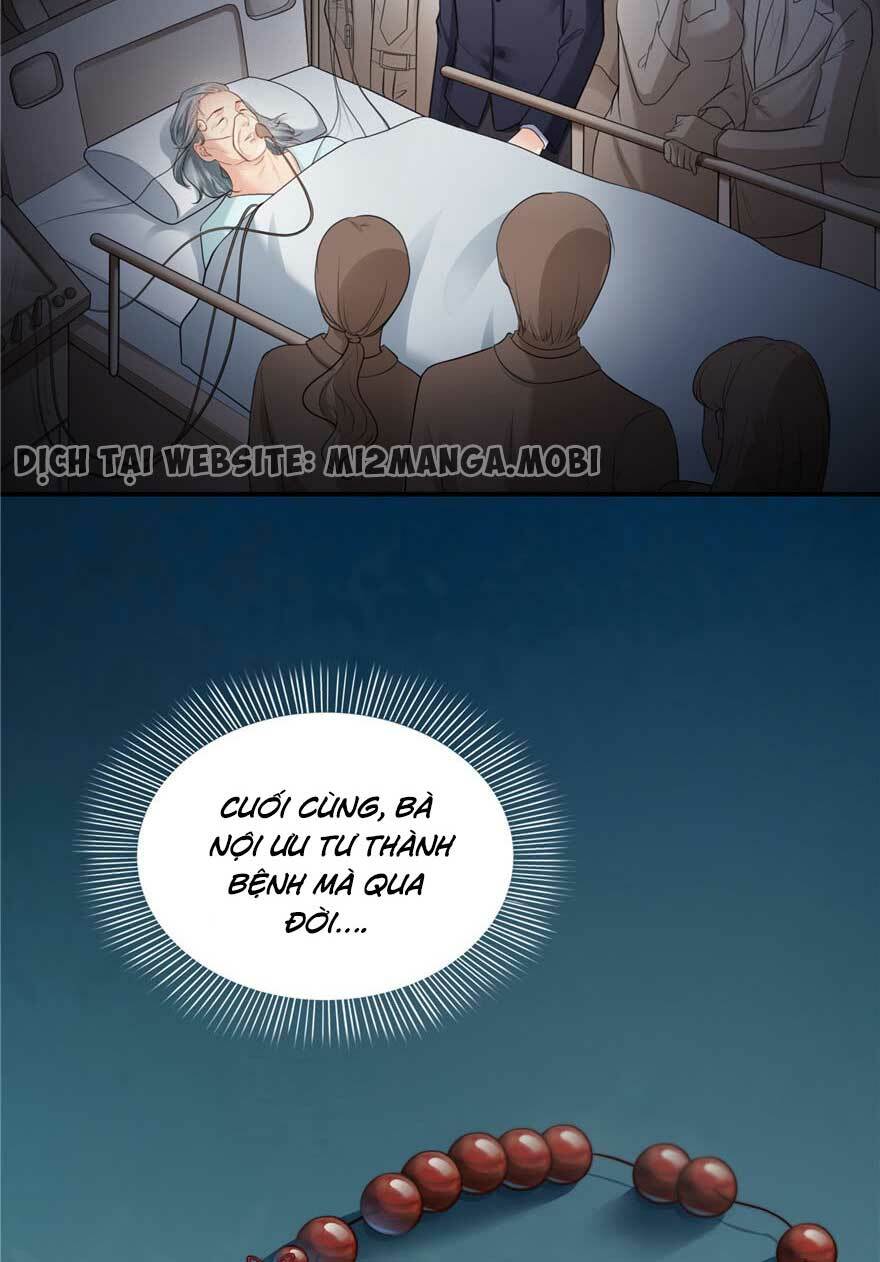 DỊCH TẠI WEBSITE: MI2MANGA.MOBI
CUỐI CÙNG, BÀ
NỘI ƯU TƯ THÀNH
BỆNH MÀ QUA
ĐỜI....